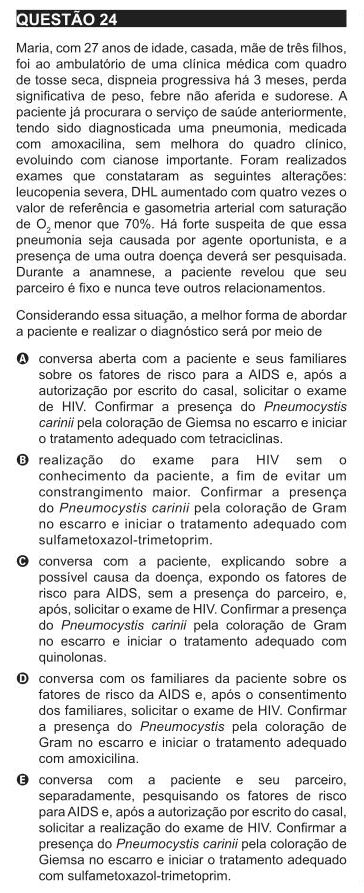 QUESTÃO 24
Maria, com 27 anos de idade, casada, mãe de três filhos,
foi ao ambulatório de uma clínica médica com quadro
de tosse seca, dispneia progressiva há 3 meses, perda
significativa de peso, febre não aferida e sudorese. A
paciente já procurara o serviço de saúde anteriormente,
tendo sido diagnosticada uma pneumonia, medicada
com amoxacilina, sem melhora do quadro clínico,
evoluindo com cianose importante. Foram realizados
exames que constataram as seguintes alterações:
leucopenia severa, DHL aumentado com quatro vezes o
valor de referência e gasometria arterial com saturação
de O2 menor que 70%. Há forte suspeita de que essa
pneumonia seja causada por agente oportunista, e a
presença de uma outra doença deverá ser pesquisada.
Durante a anamnese, a paciente revelou que seu
parceiro é fixo e nunca teve outros relacionamentos.
Considerando essa situação, a melhor forma de abordar
a paciente e realizar o diagnóstico será por meio de
A conversa aberta com a paciente e seus familiares
sobre os fatores de risco para a AIDS e, após a
autorização por escrito do casal, solicitar o exame
de HIV. Confirmar a presença do Pneumocystis
carinii pela coloração de Giemsa no escarro e iniciar
o tratamento adequado com tetraciclinas.
B realização do exame para HIV sem o
conhecimento da paciente, a fim de evitar um
constrangimento maior. Confirmar a presença
do Pneumocystis carinii pela coloração de Gram
no escarro e iniciar o tratamento adequado com
sulfametoxazol-trimetoprim.
C conversa com a paciente, explicando sobre a
possível causa da doença, expondo os fatores de
risco para AIDS, sem a presença do parceiro, e,
após, solicitar o exame de HIV. Confirmar a presença
do Pneumocystis carinii pela coloração de Gram
no escarro e iniciar o tratamento adequado com
quinolonas.
D conversa com os familiares da paciente sobre os
fatores de risco da AIDS e, após o consentimento
dos familiares, solicitar o exame de HIV. Confirmar
a presença do Pneumocystis pela coloração de
Gram no escarro e iniciar o tratamento adequado
com amoxicilina.
E conversa com a paciente e seu parceiro,
separadamente, pesquisando os fatores de risco
para AIDS e, após a autorização por escrito do casal,
solicitar a realização do exame de HIV. Confirmar a
presença do Pneumocystis carinii pela coloração de
Giemsa no escarro e iniciar o tratamento adequado
com sulfametoxazol-trimetoprim.